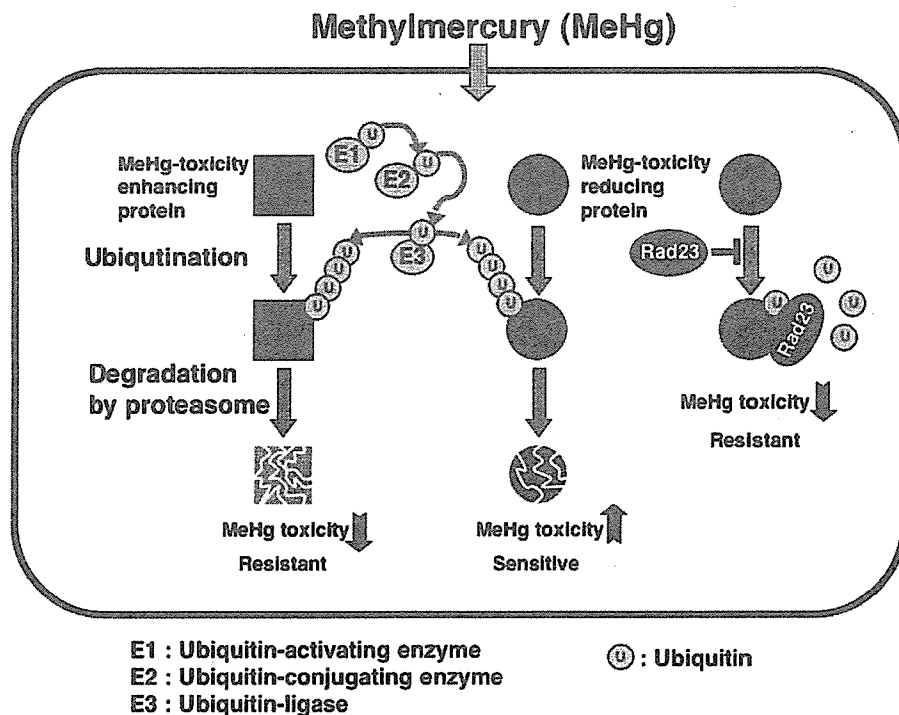 Methylmercury (MeHg)
MeHg-toxicity
enhancing
protein
E1
U
E2
U
MeHg-toxicity
reducing
protein
Ubiqutination
U
E3
U
U
U
U
U
U
U
U
Rad23
U
U
U
U
Rad23
Degradation
by proteasome
MeHg toxicity
Resistant
MeHg toxicity
Resistant
MeHg toxicity
Sensitive
E1 : Ubiquitin-activating enzyme
E2 : Ubiquitin-conjugating enzyme
E3 : Ubiquitin-ligase
U : Ubiquitin